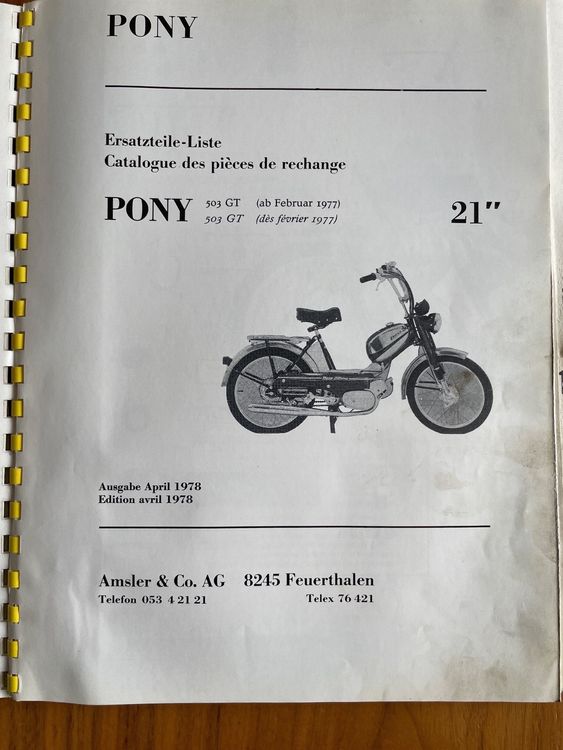 PONY
Ersatzteile-Liste
Catalogue des pièces de rechange
PONY 503 GT (ab Februar 1977) 21"
503 GT (dès février 1977)
Ausgabe April 1978
Edition avril 1978
Amsler & Co. AG 8245 Feuerthalen
Telefon 053 4 21 21 Telex 76 421